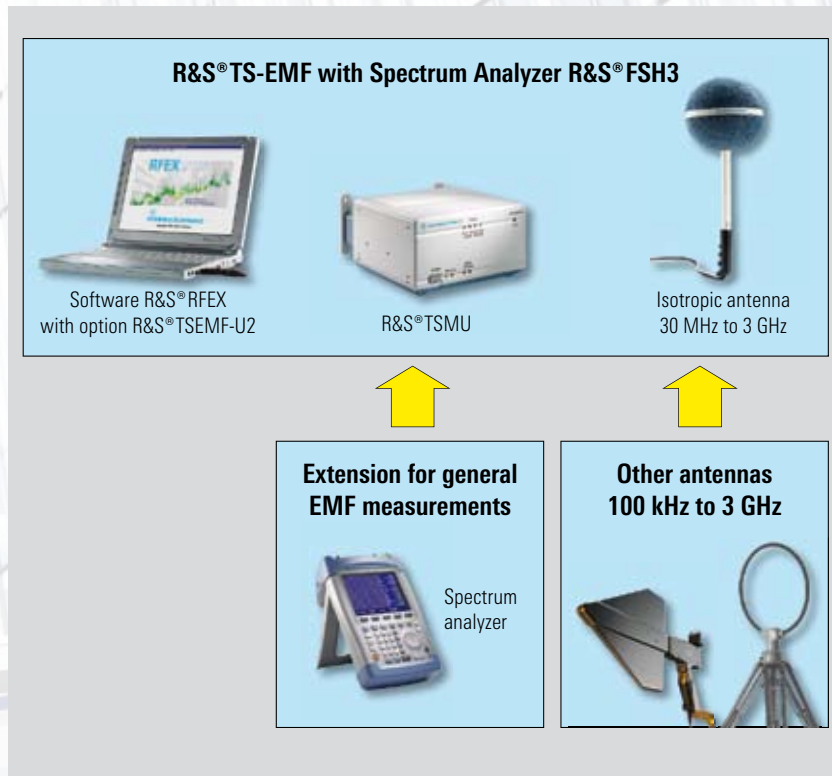 R&S®TS-EMF with Spectrum Analyzer R&S®FSH3
RFEX
Software R&S®RFEX
with option R&S®TSEMF-U2
R&S®TSMU
Isotropic antenna
30 MHz to 3 GHz
Extension for general
EMF measurements
Spectrum
analyzer
Other antennas
100 kHz to 3 GHz